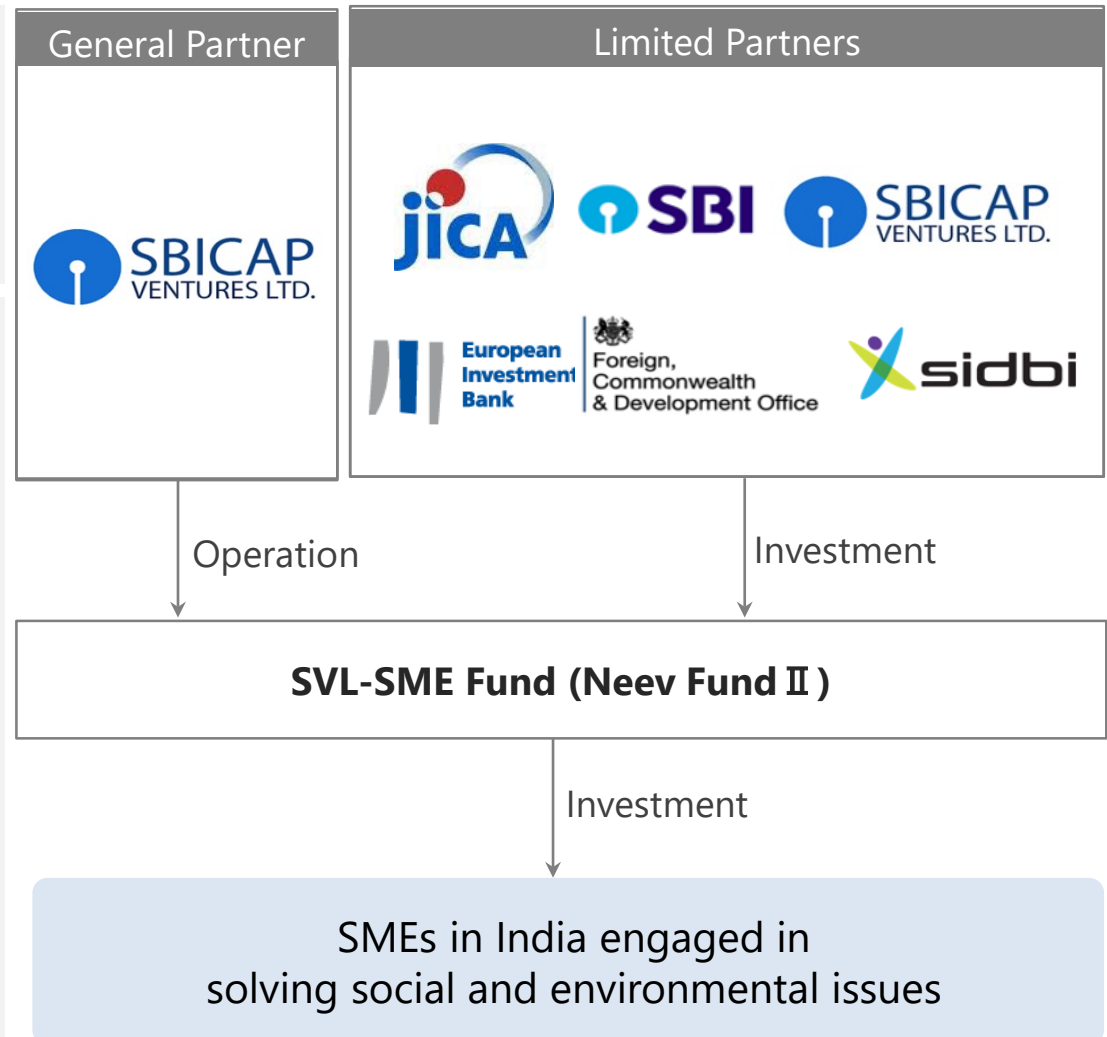 General Partner
Limited Partners
SBICAP
VENTURES LTD.
jicA
SBI
SBICAP
VENTURES LTD.
European
Investment
Bank
Foreign,
Commonwealth
& Development Office
sidbi
Operation
Investment
SVL-SME Fund (Neev Fund Ⅱ)
Investment
SMEs in India engaged in
solving social and environmental issues